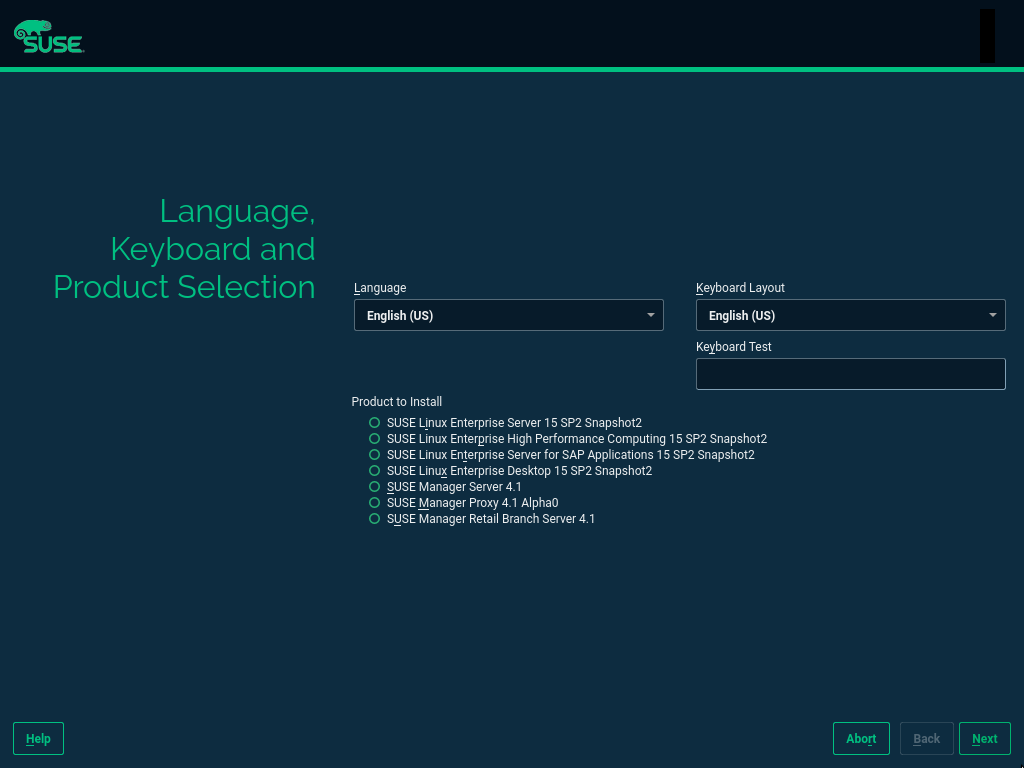 SUSE
Language,
Keyboard and
Product Selection
Language
Keyboard Layout
English (US)
English (US)
Keyboard Test
Product to Install
SUSE Linux Enterprise Server 15 SP2 Snapshot2
SUSE Linux Enterprise High Performance Computing 15 SP2 Snapshot2
SUSE Linux Enterprise Server for SAP Applications 15 SP2 Snapshot2
SUSE Linux Enterprise Desktop 15 SP2 Snapshot2
SUSE Manager Server 4.1
SUSE Manager Proxy 4.1 Alpha0
SUSE Manager Retail Branch Server 4.1
Help
Abort
Back
Next